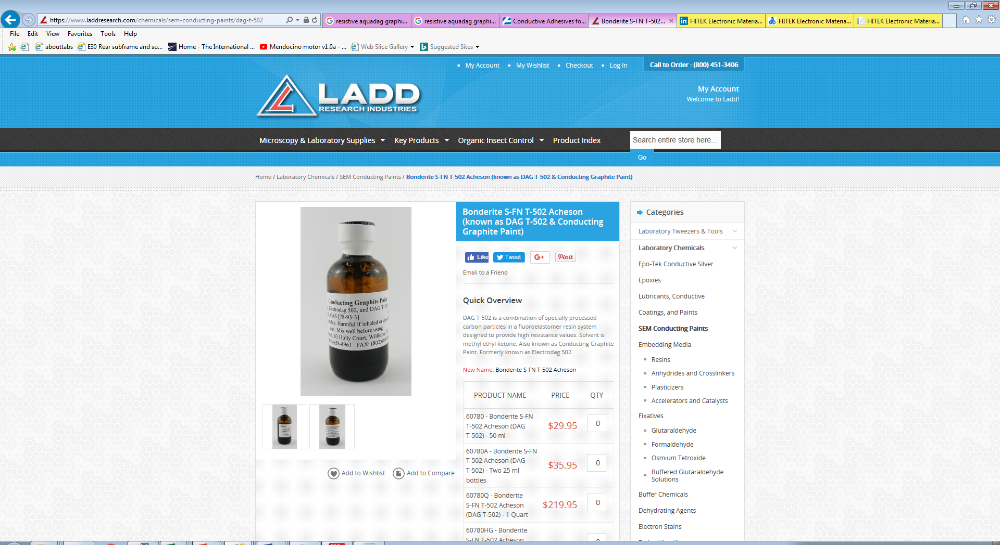 https://www.laddresearch.com/chemicals/sem-conducting-paints/dag-t-502
resistive aquadag graphi...
resistive aquadag graphi...
Conductive Adhesives fo...
Bonderite S-FN T-502...
HITEK Electronic Materia...
HITEK Electronic Materia...
HITEK Electronic Materia...
File Edit View Favorites Tools Help
abouttabs
E30 Rear subframe and su...
Home - The International ...
Mendocino motor v1.0a - ...
Web Slice Gallery
Suggested Sites
My Account
My Wishlist
Checkout
Log In
Call to Order : (800) 451-3406
LADD
RESEARCH INDUSTRIES
My Account
Welcome to Ladd!
Microscopy & Laboratory Supplies
Key Products
Organic Insect Control
Product Index
Search entire store here...
Go
Home / Laboratory Chemicals / SEM Conducting Paints / Bonderite S-FN T-502 Acheson (known as DAG T-502 & Conducting Graphite Paint)
Conducting Graphite Paint
Electrodag 502, and DAG T-502
CAS [78-93-3]
Harmful if inhaled or
skin. Mix well before using.
83 Holly Court, Williston,
658-4961 FAX: (802)660-
Add to Wishlist
Add to Compare
Bonderite S-FN T-502 Acheson
(known as DAG T-502 & Conducting
Graphite Paint)
Like
Tweet
G+
Pin it
Email to a Friend
Quick Overview
DAG T-502 is a combination of specially processed
carbon particles in a fluoroelastomer resin system
designed to provide high resistance values. Solvent is
methyl ethyl ketone. Also known as Conducting Graphite
Paint. Formerly known as Electrodag 502.
New Name: Bonderite S-FN T-502 Acheson
PRODUCT NAME PRICE QTY
60780 - Bonderite S-FN
T-502 Acheson (DAG
T-502) - 50 ml
$29.95
0
60780A - Bonderite S-FN
T-502 Acheson (DAG
T-502) - Two 25 ml
bottles
$35.95
0
60780Q - Bonderite
S-FN T-502 Acheson
(DAG T-502) - 1 Quart
$219.95
0
60780HG - Bonderite
S-FN T-502 Acheson
Categories
Laboratory Tweezers & Tools
Laboratory Chemicals
Epo-Tek Conductive Silver
Epoxies
Lubricants, Conductive
Coatings, and Paints
SEM Conducting Paints
Embedding Media
Resins
Anhydrides and Crosslinkers
Plasticizers
Accelerators and Catalysts
Fixatives
Glutaraldehyde
Formaldehyde
Osmium Tetroxide
Buffered Glutaraldehyde
Solutions
Buffer Chemicals
Dehydrating Agents
Electron Stains